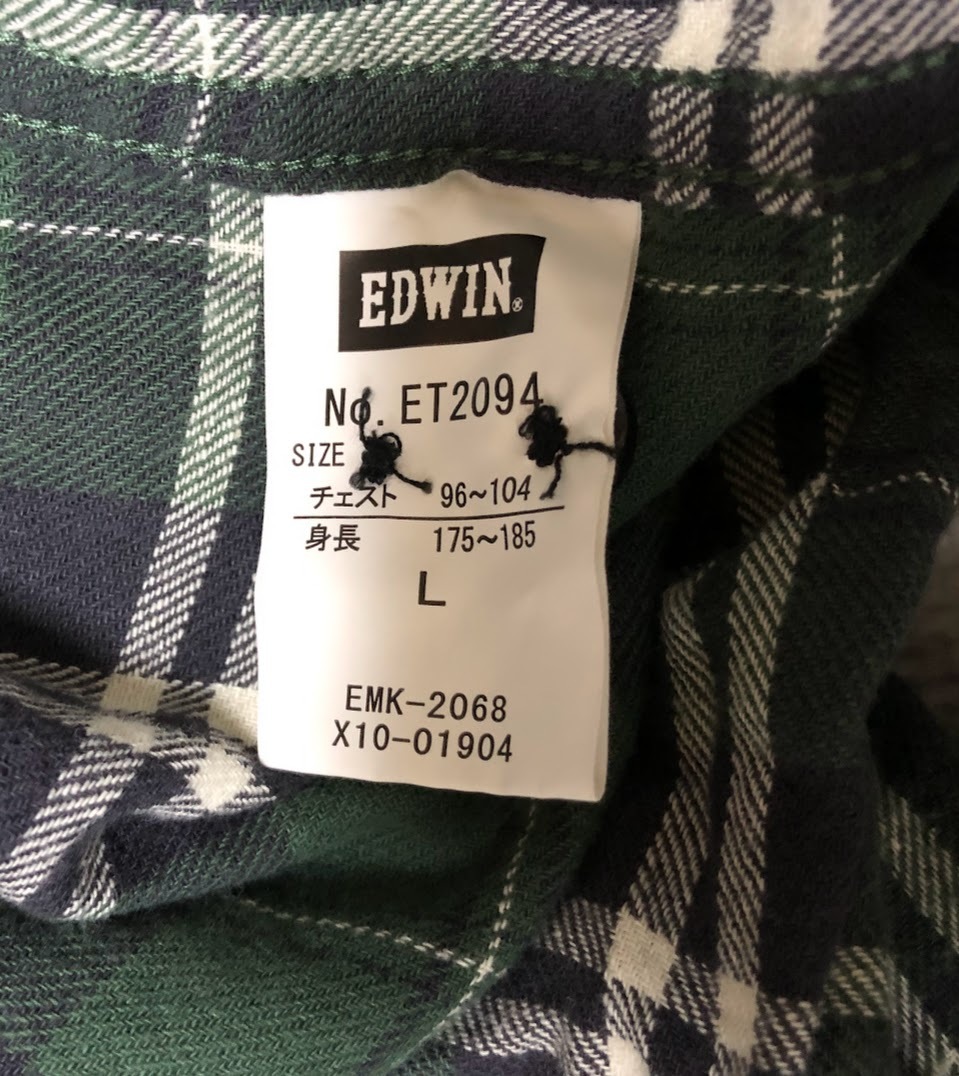 EDWIN®
No. ET2094
SIZE
チェスト 96~104
身長 175~185
L
EMK-2068
X10-01904